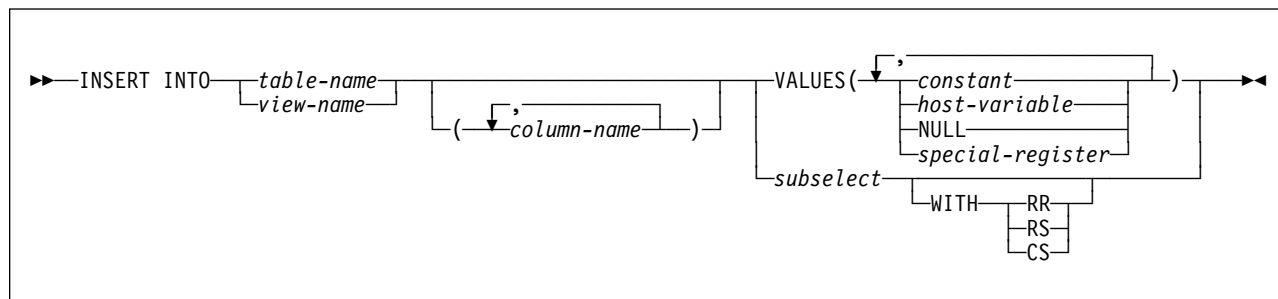 ,
INSERT INTO table-name VALUES( constant )
view-name , host-variable
( column-name ) NULL
special-register
subselect
WITH RR
RS
CS